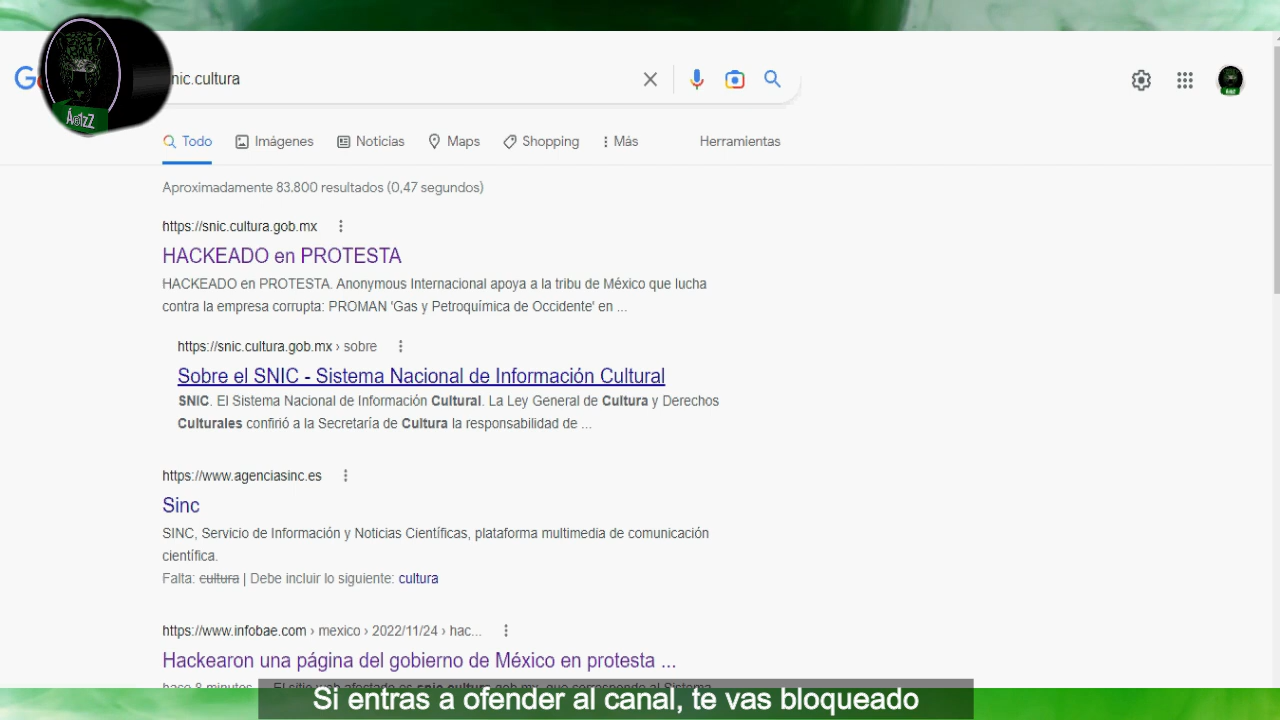 G
nic.cultura
Todo
Imágenes
Noticias
Maps
Shopping
Más
Herramientas
Aproximadamente 83.800 resultados (0,47 segundos)
https://snic.cultura.gob.mx
HACKEADO en PROTESTA
HACKEADO en PROTESTA. Anonymous Internacional apoya a la tribu de México que lucha
contra la empresa corrupta: PROMAN 'Gas y Petroquímica de Occidente' en ...
https://snic.cultura.gob.mx › sobre
Sobre el SNIC - Sistema Nacional de Información Cultural
SNIC. El Sistema Nacional de Información Cultural. La Ley General de Cultura y Derechos
Culturales confirió a la Secretaría de Cultura la responsabilidad de ...
https://www.agenciasinc.es
Sinc
SINC, Servicio de Información y Noticias Científicas, plataforma multimedia de comunicación
científica.
Falta: cultura | Debe incluir lo siguiente: cultura
https://www.infobae.com › mexico › 2022/11/24 › hac...
Hackearon una página del gobierno de México en protesta ...
Si entras a ofender al canal, te vas bloqueado